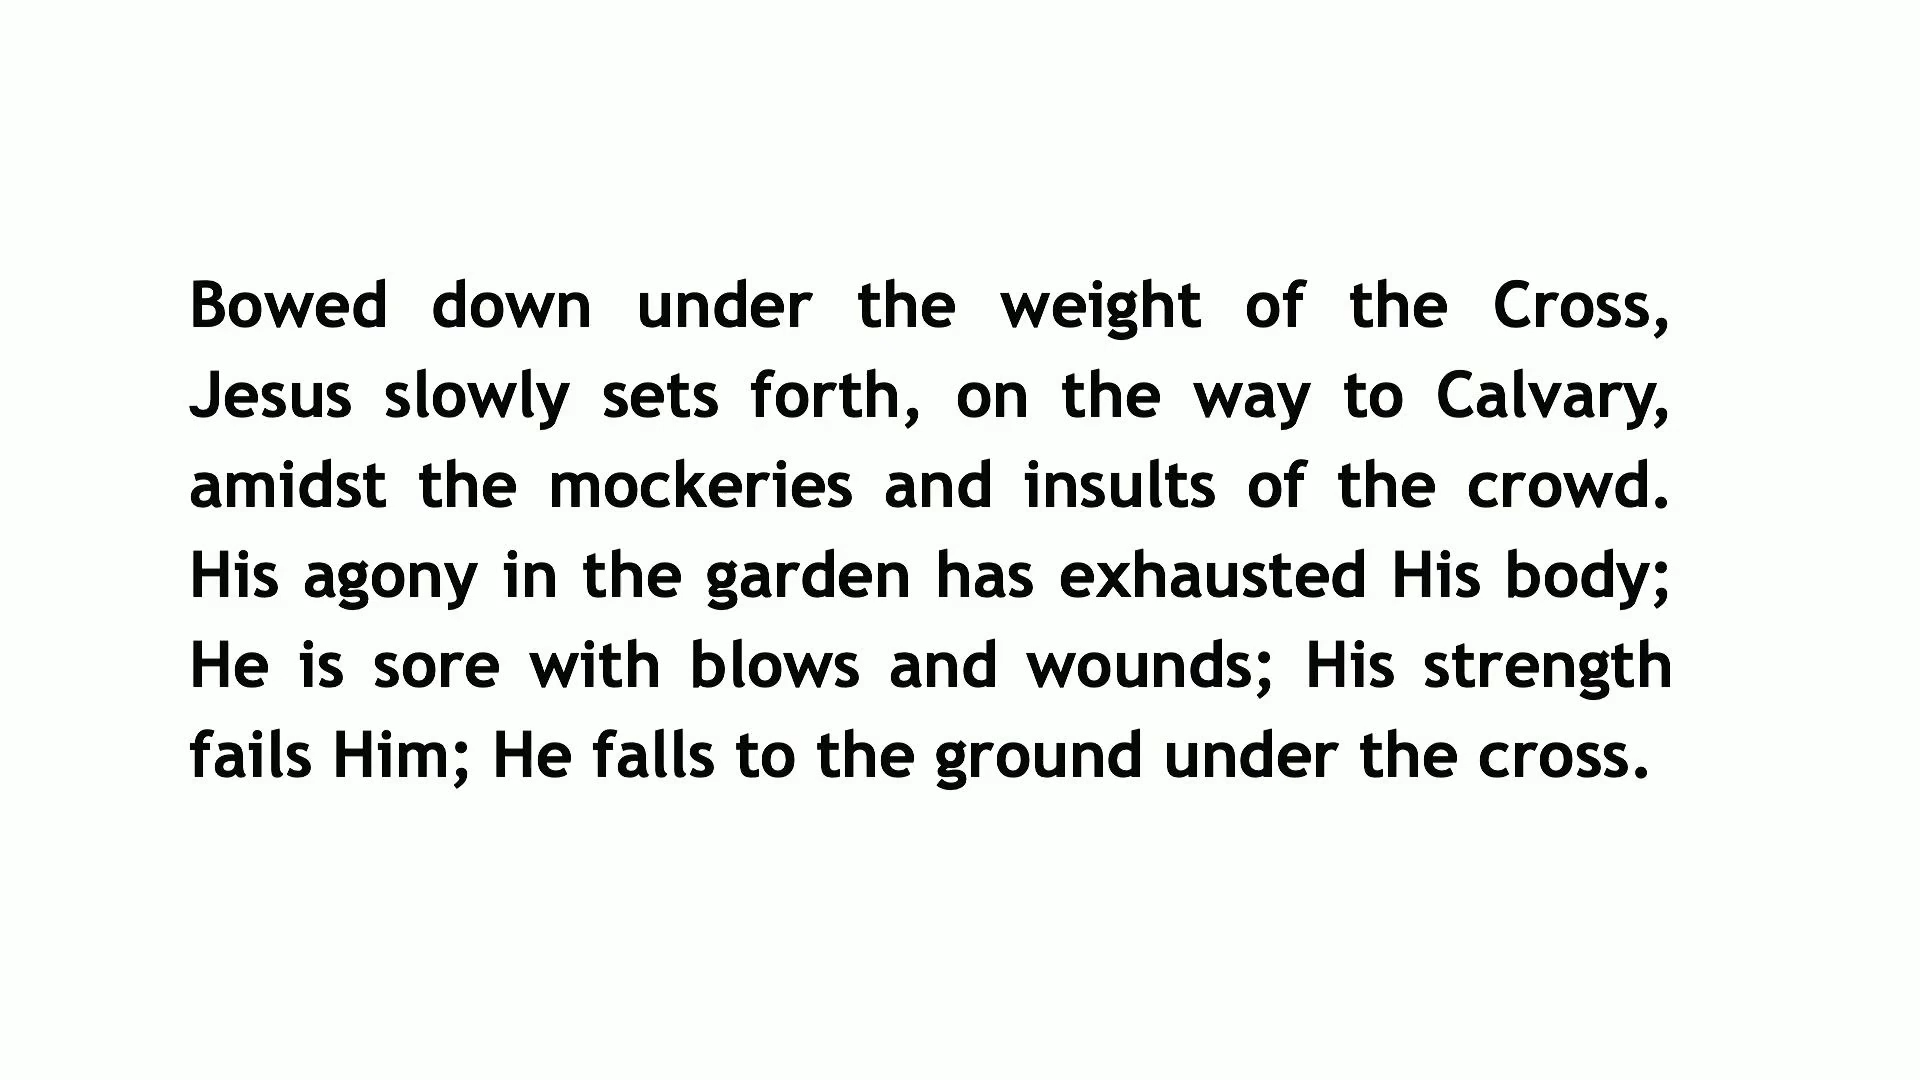 Bowed down under the weight of the Cross,
Jesus slowly sets forth, on the way to Calvary,
amidst the mockeries and insults of the crowd.
His agony in the garden has exhausted His body;
He is sore with blows and wounds; His strength
fails Him; He falls to the ground under the cross.